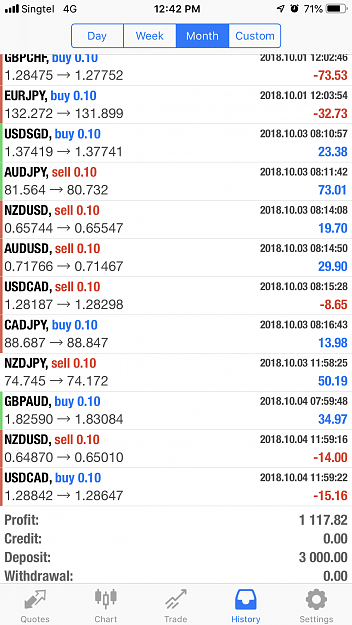 Singtel 4G 12:42 PM 71%
Day Week Month Custom
GBPCHF, buy 0.10 2018.10.01 12:02:46
1.28475 → 1.27752 -73.53
EURJPY, buy 0.10 2018.10.01 12:03:54
132.272 → 131.899 -32.73
USDSGD, buy 0.10 2018.10.03 08:10:57
1.37419 → 1.37741 23.38
AUDJPY, sell 0.10 2018.10.03 08:11:42
81.564 → 80.732 73.01
NZDUSD, sell 0.10 2018.10.03 08:14:08
0.65744 → 0.65547 19.70
AUDUSD, sell 0.10 2018.10.03 08:14:50
0.71766 → 0.71467 29.90
USDCAD, sell 0.10 2018.10.03 08:15:28
1.28187 → 1.28298 -8.65
CADJPY, buy 0.10 2018.10.03 08:16:43
88.687 → 88.847 13.98
NZDJPY, sell 0.10 2018.10.03 11:58:25
74.745 → 74.172 50.19
GBPAUD, buy 0.10 2018.10.04 07:59:48
1.82590 → 1.83084 34.97
NZDUSD, sell 0.10 2018.10.04 11:59:16
0.64870 → 0.65010 -14.00
USDCAD, buy 0.10 2018.10.04 11:59:22
1.28842 → 1.28647 -15.16
Profit: 1 117.82
Credit: 0.00
Deposit: 3 000.00
Withdrawal: 0.00
Quotes Chart Trade History Settings